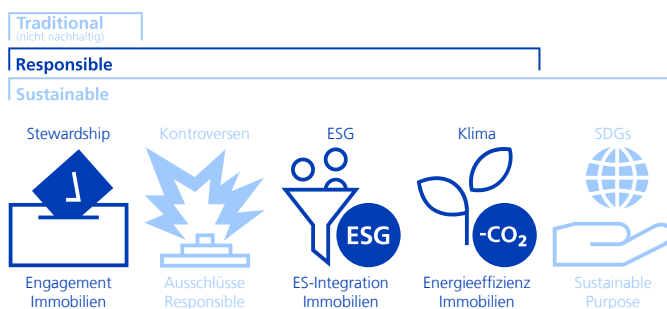 Traditional
(nicht nachhaltig)
Responsible
Sustainable
Stewardship
Kontroversen
ESG
Klima
SDGs
ESG
-CO₂
Engagement
Immobilien
Ausschlüsse
Responsible
ES-Integration
Immobilien
Energieeffizienz
Immobilien
Sustainable
Purpose